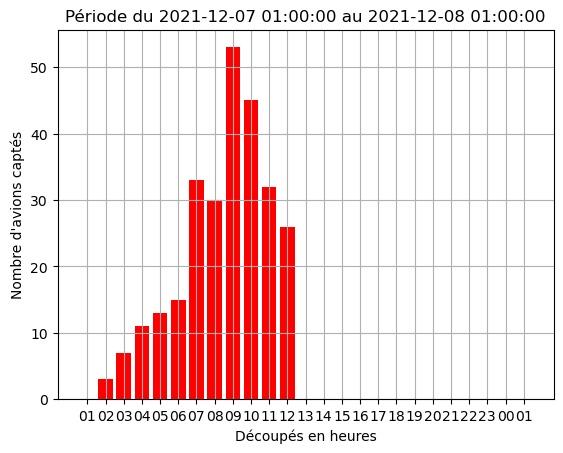 Période du 2021-12-07 01:00:00 au 2021-12-08 01:00:00
Nombre d'avions captés
50
40
30
20
10
0
01 02 03 04 05 06 07 08 09 10 11 12 13 14 15 16 17 18 19 20 21 22 23 00 01
Découpés en heures